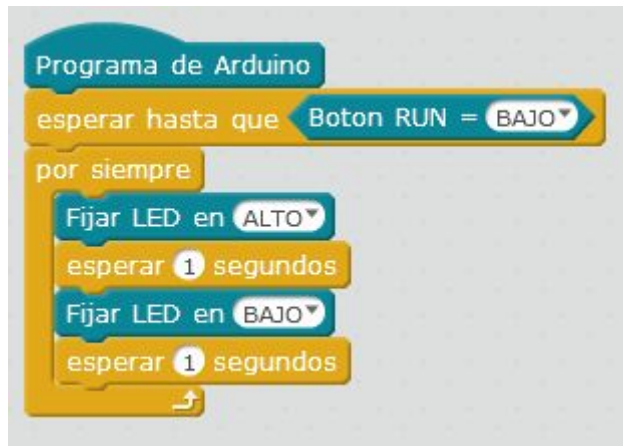 Programa de Arduino
esperar hasta que Boton RUN = BAJO
por siempre
Fijar LED en ALTO
esperar 1 segundos
Fijar LED en BAJO
esperar 1 segundos